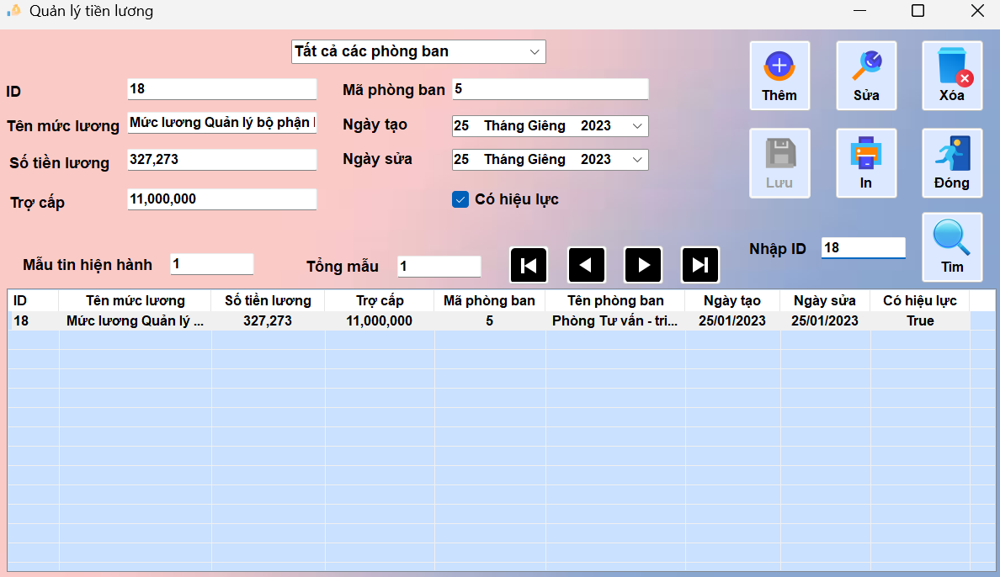 Quản lý tiền lương
Tất cả các phòng ban
ID 18 Mã phòng ban 5
Tên mức lương Mức lương Quản lý bộ phận Ngày tạo 25 Tháng Giêng 2023
Số tiền lương 327,273 Ngày sửa 25 Tháng Giêng 2023
Trợ cấp 11,000,000 Có hiệu lực
Thêm Sửa Xóa
Lưu In Đóng
Nhập ID 18 Tìm
Mẫu tin hiện hành 1 Tổng mẫu 1
ID Tên mức lương Số tiền lương Trợ cấp Mã phòng ban Tên phòng ban Ngày tạo Ngày sửa Có hiệu lực
18 Mức lương Quản lý ... 327,273 11,000,000 5 Phòng Tư vấn - tri... 25/01/2023 25/01/2023 True